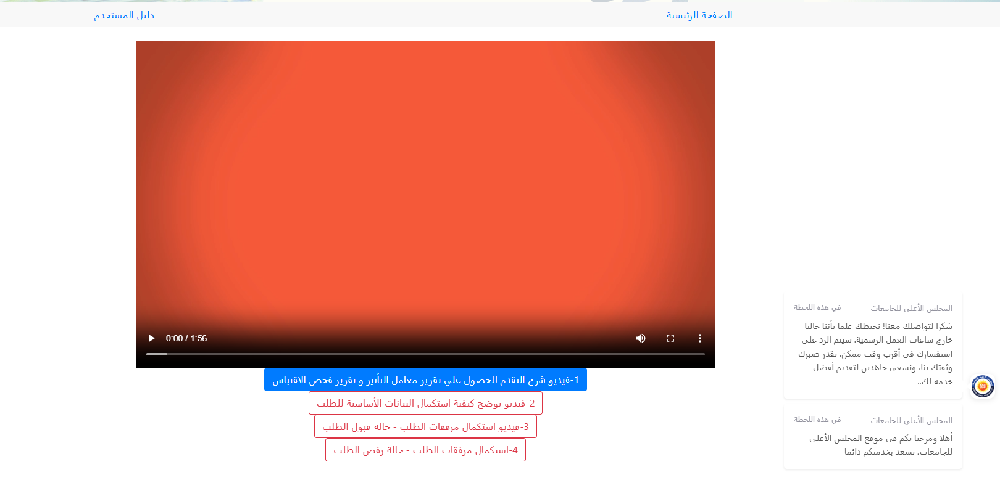 الصفحة الرئيسية
دليل المستخدم
0:00 / 1:56
1-فيديو شرح التقدم للحصول علي تقرير معامل التأثير و تقرير فحص الاقتباس
2-فيديو يوضح كيفية استكمال البيانات الأساسية للطلب
3-فيديو استكمال مرفقات الطلب - حالة قبول الطلب
4-استكمال مرفقات الطلب - حالة رفض الطلب
المجلس الأعلى للجامعات
في هذه اللحظة
شكراً لتواصلك معنا! نحيطك علماً بأننا حالياً
خارج ساعات العمل الرسمية. سيتم الرد على
استفسارك في أقرب وقت ممكن. نقدر صبرك
وثقتك بنا، ونسعى جاهدين لتقديم أفضل
خدمة لك..
SCU
المجلس الأعلي للجامعات
في هذه اللحظة
أهلا ومرحبا بكم فى موقع المجلس الأعلى
للجامعات، نسعد بخدمتكم دائما